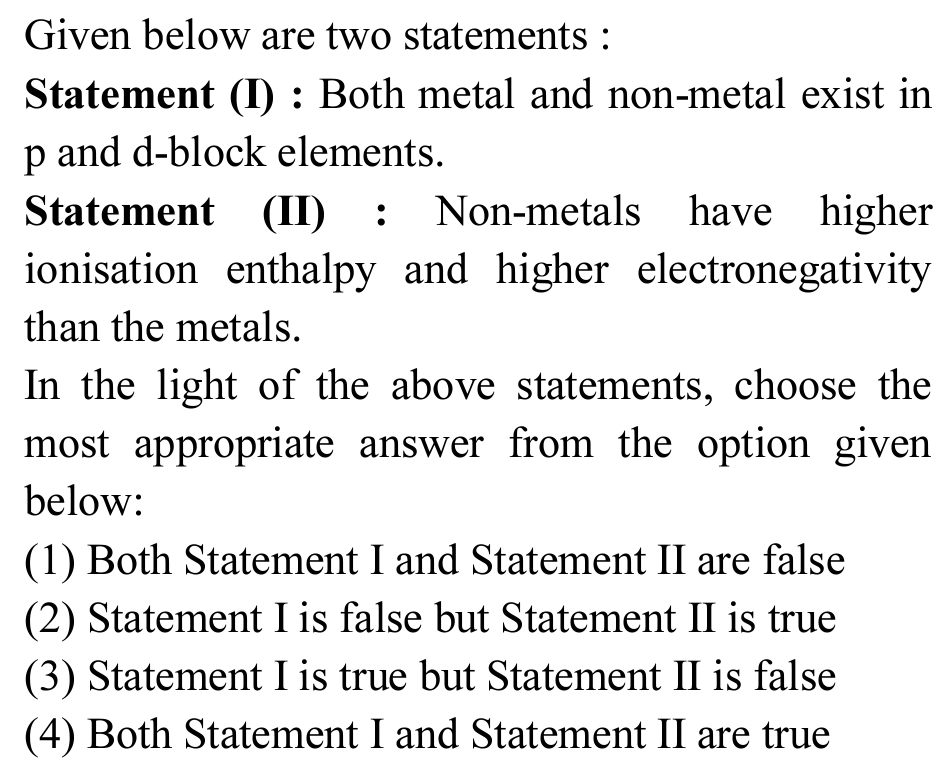 Given below are two statements :
Statement (I) : Both metal and non-metal exist in
p and d-block elements.
Statement (II) : Non-metals have higher
ionisation enthalpy and higher electronegativity
than the metals.
In the light of the above statements, choose the
most appropriate answer from the option given
below:
(1) Both Statement I and Statement II are false
(2) Statement I is false but Statement II is true
(3) Statement I is true but Statement II is false
(4) Both Statement I and Statement II are true